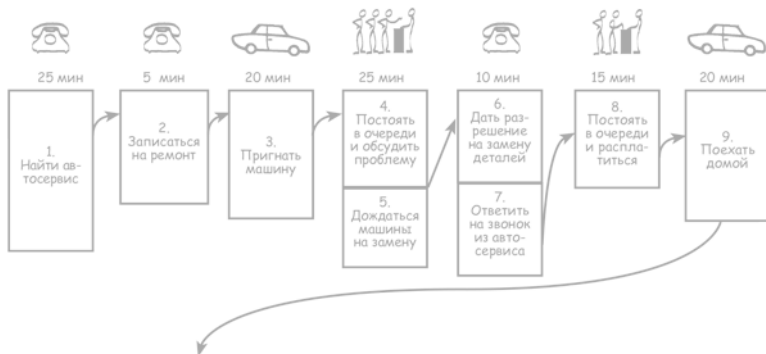 25 мин
5 мин
20 мин
25 мин
10 мин
15 мин
20 мин
1.
Найти ав-
тосервис
2.
Записаться
на ремонт
3.
Пригнать
машину
4.
Постоять
в очереди
и обсудить
проблему
5.
Дождаться
машины
на замену
6.
Дать раз-
решение
на замену
деталей
7.
Ответить
на звонок
из авто-
сервиса
8.
Постоять
в очереди
и распла-
титься
9.
Поехать
домой